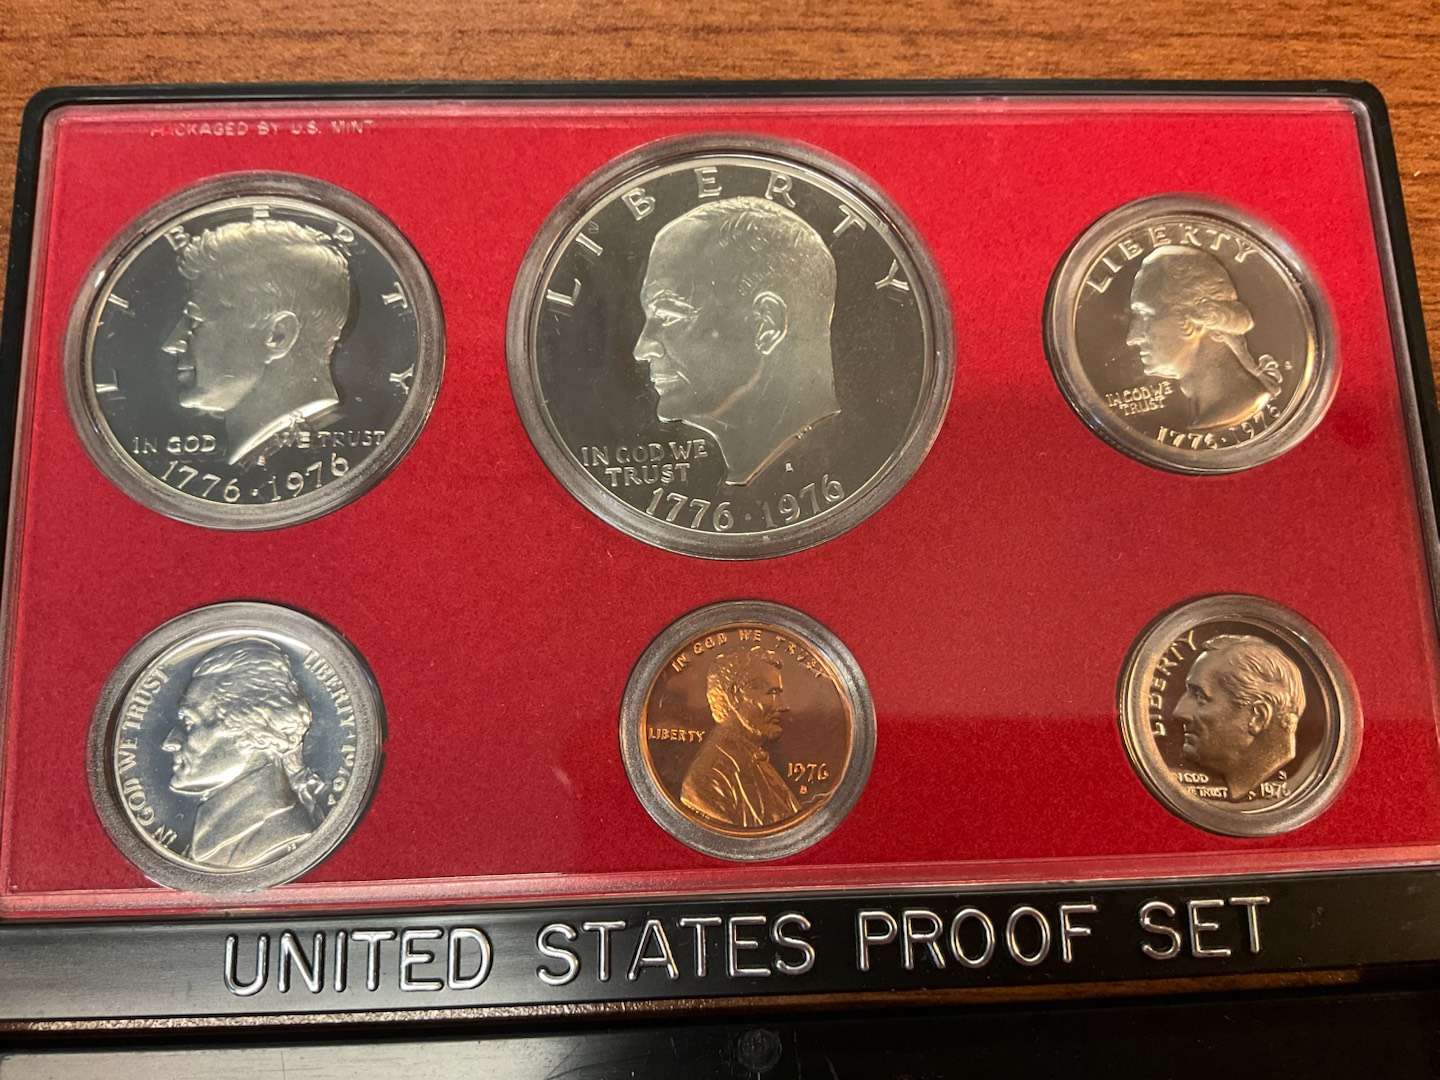 PACKAGED BY U.S. MINT
LIBERTY
IN GOD WE TRUST
1776·1976
S
LIBERTY
IN GOD WE
TRUST
1776·1976
S
LIBERTY
IN GOD WE
TRUST
1776·1976
S
IN GOD WE TRUST
LIBERTY·1976
S
IN GOD WE TRUST
LIBERTY
1976
S
LIBERTY
IN GOD
WE TRUST
S
1976
UNITED STATES PROOF SET